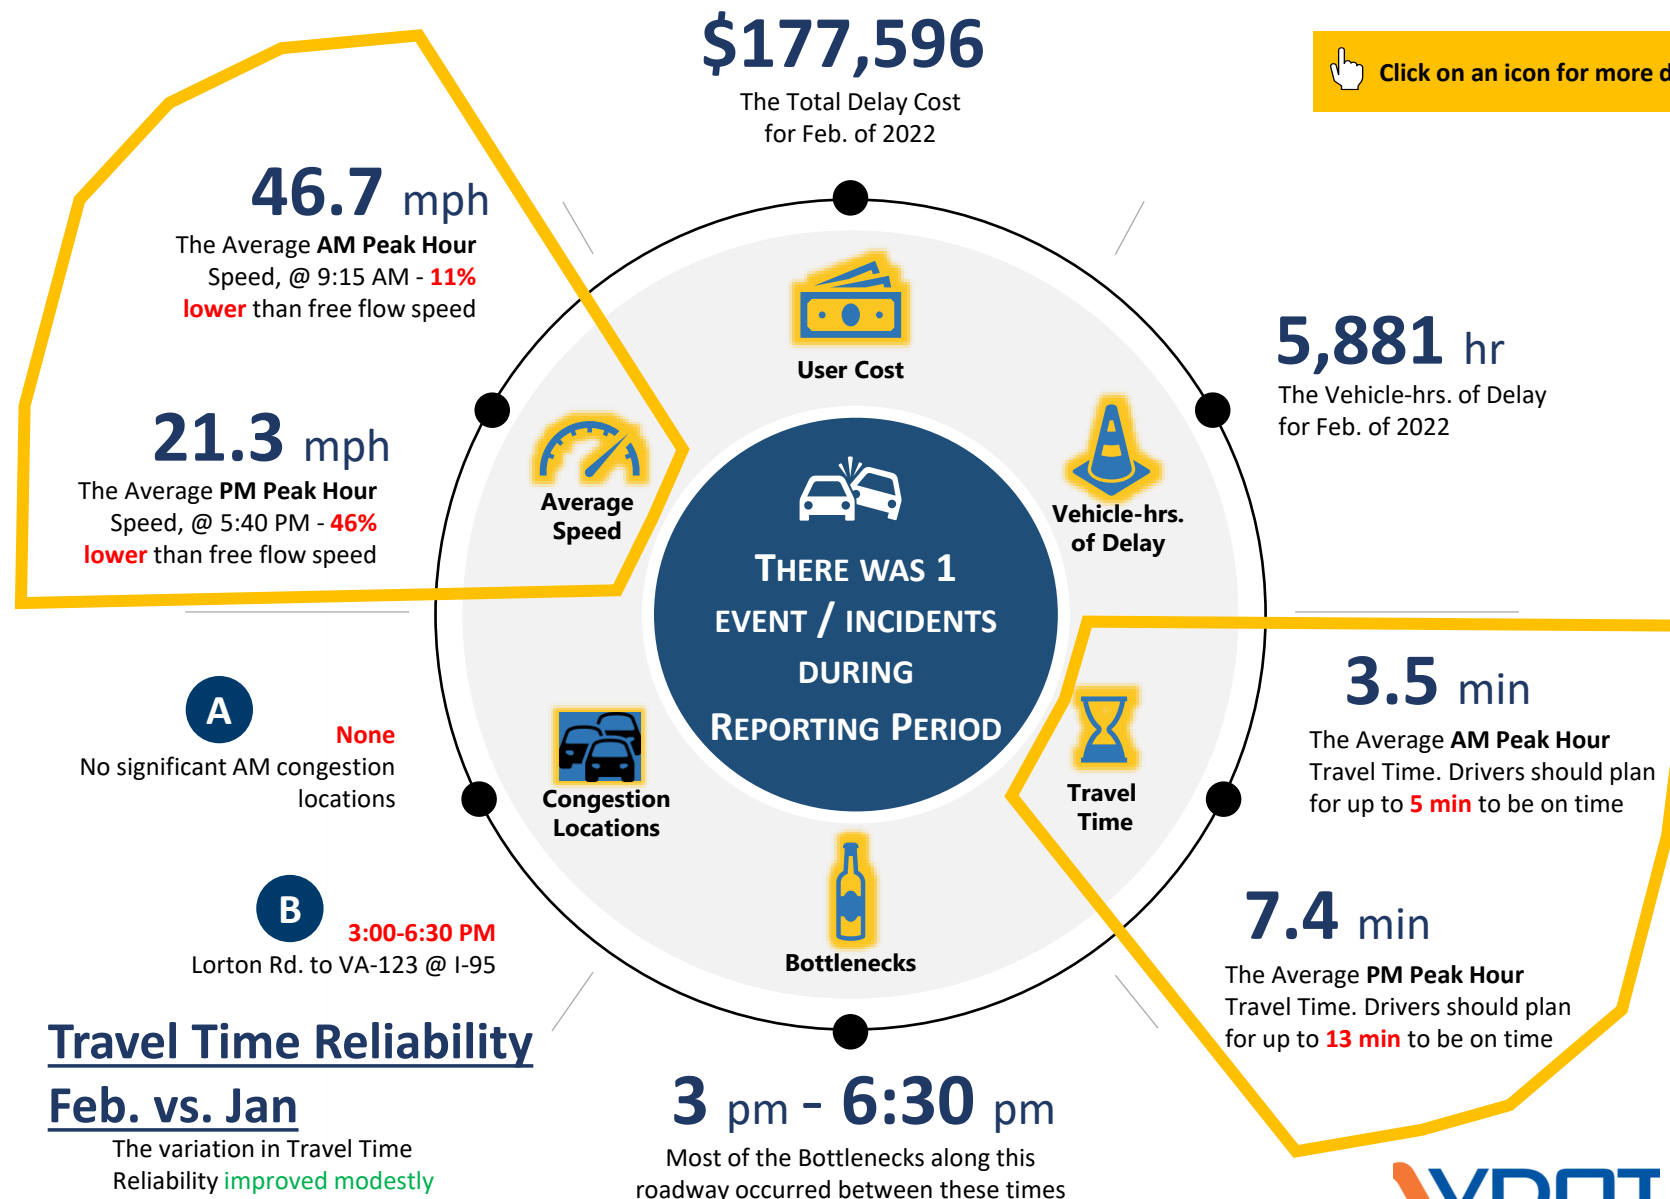 $177,596
The Total Delay Cost
for Feb. of 2022
Click on an icon for more d
46.7 mph
The Average AM Peak Hour
Speed, @ 9:15 AM - 11%
lower than free flow speed
21.3 mph
The Average PM Peak Hour
Speed, @ 5:40 PM - 46%
lower than free flow speed
User Cost
Average
Speed
Vehicle-hrs.
of Delay
5,881 hr
The Vehicle-hrs. of Delay
for Feb. of 2022
THERE WAS 1
EVENT / INCIDENTS
DURING
REPORTING PERIOD
A
None
No significant AM congestion
locations
B
3:00-6:30 PM
Lorton Rd. to VA-123 @ I-95
Congestion
Locations
Travel
Time
Bottlenecks
3.5 min
The Average AM Peak Hour
Travel Time. Drivers should plan
for up to 5 min to be on time
7.4 min
The Average PM Peak Hour
Travel Time. Drivers should plan
for up to 13 min to be on time
Travel Time Reliability
Feb. vs. Jan
The variation in Travel Time
Reliability improved modestly
3 pm - 6:30 pm
Most of the Bottlenecks along this
roadway occurred between these times
VDOT